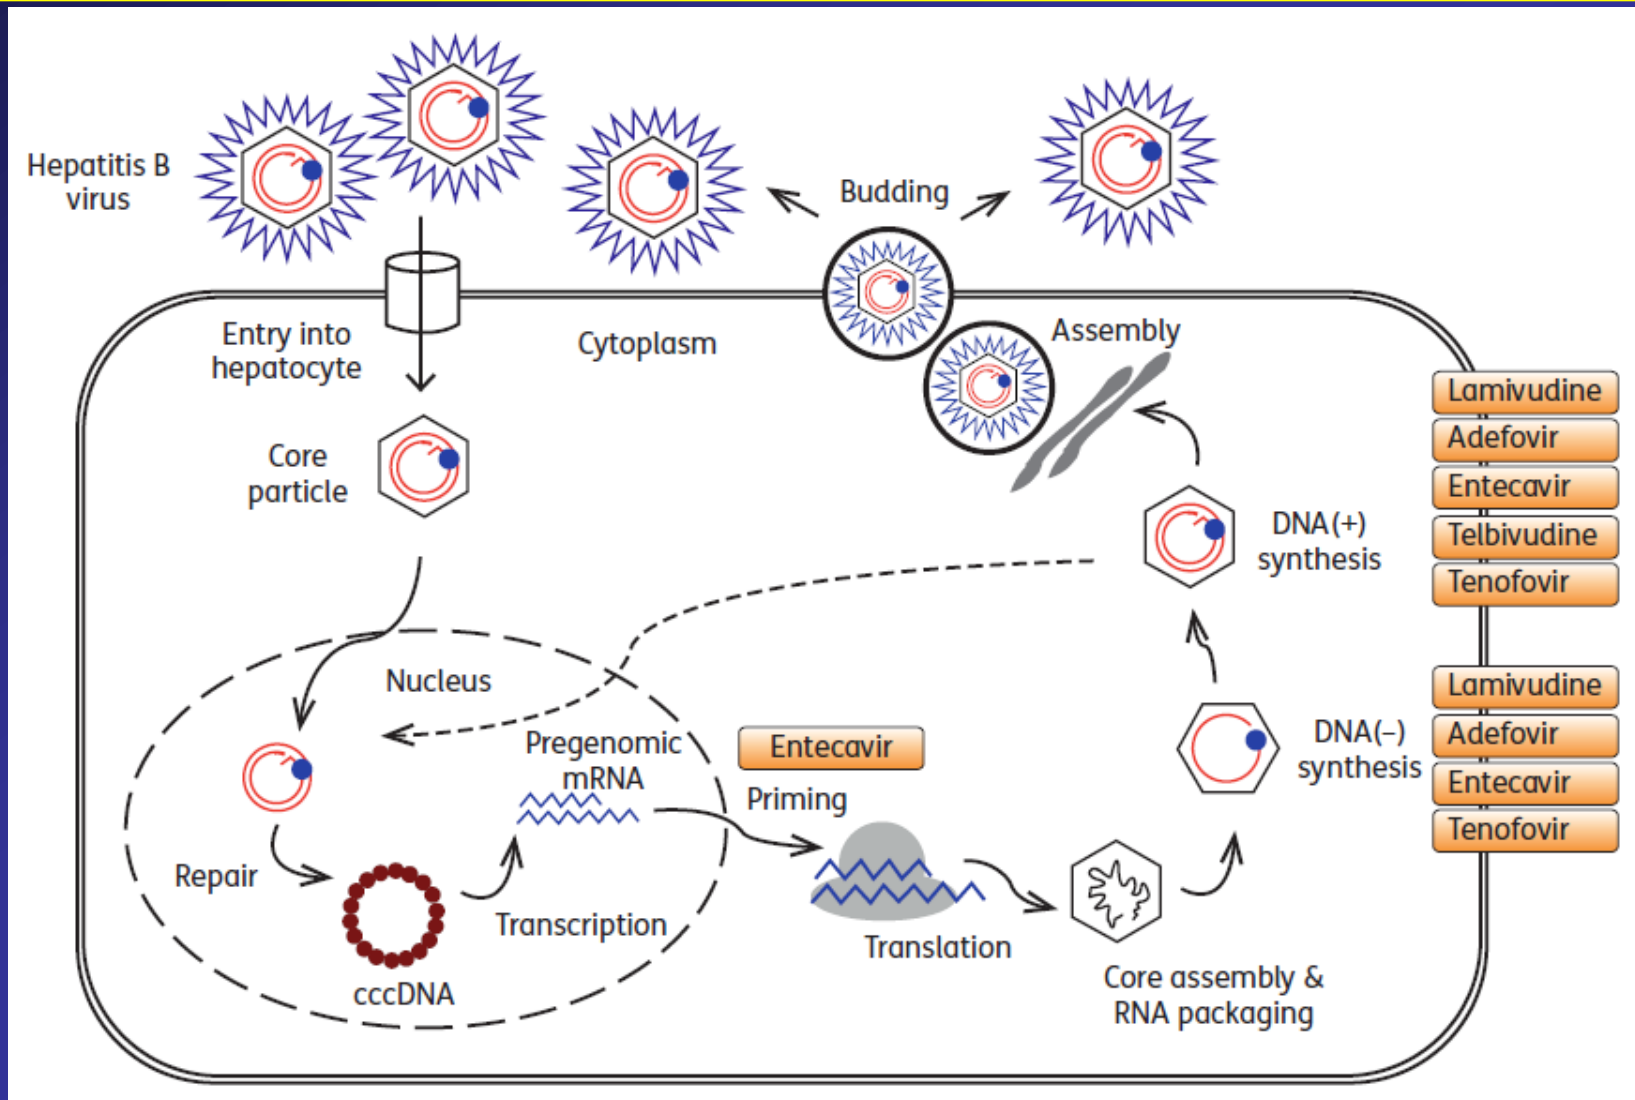 Hepatitis B
virus
Budding
Entry into
hepatocyte
Cytoplasm
Assembly
Core
particle
DNA(+)
synthesis
Lamivudine
Adefovir
Entecavir
Telbivudine
Tenofovir
Nucleus
Pregenomic
mRNA
Entecavir
Priming
DNA(–)
synthesis
Lamivudine
Adefovir
Entecavir
Tenofovir
Repair
Transcription
cccDNA
Translation
Core assembly &
RNA packaging